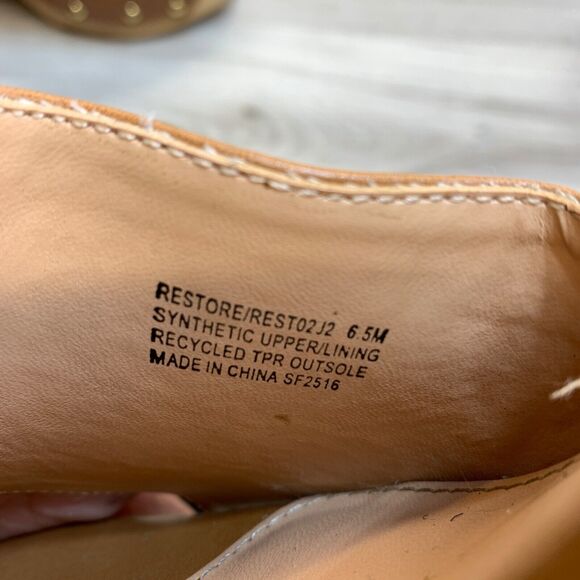 RESTORE/REST02J2 6.5M
SYNTHETIC UPPER/LINING
RECYCLED TPR OUTSOLE
MADE IN CHINA SF2516